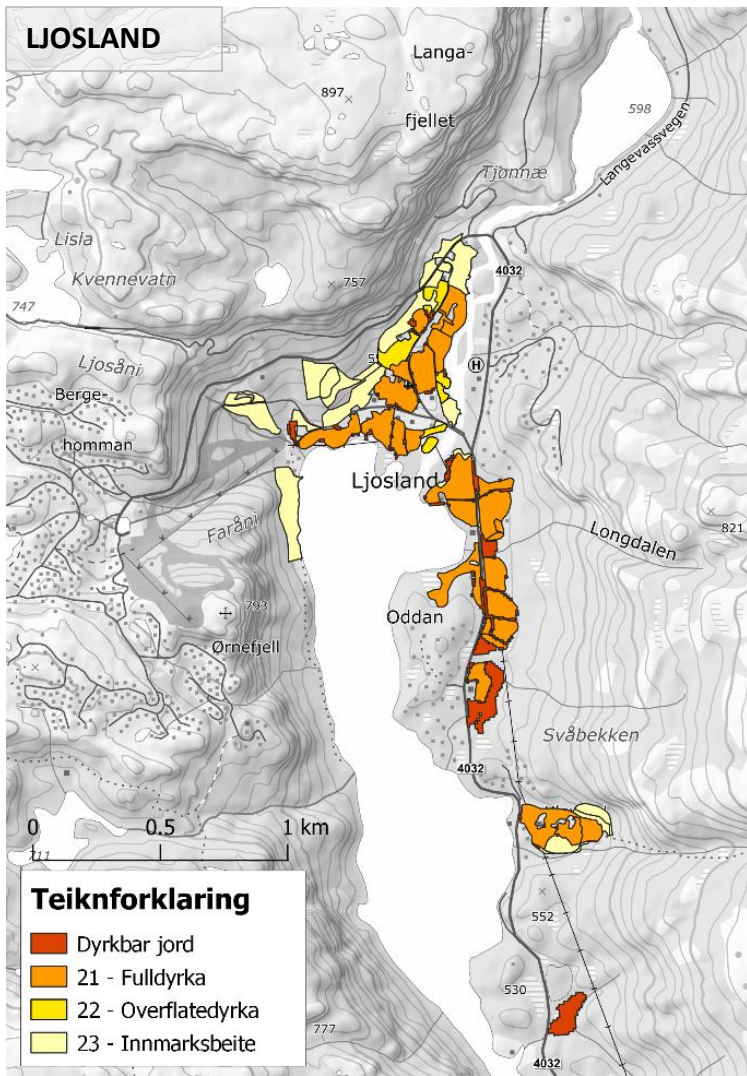 LJOSLAND
Langa-
897
fjellet
598
Langevassvegen
Tjønnæ
Lisla
4032
Kvennevatn
757
747
Ljosåni
H
Berge-
homman
Ljosland
821
Faråni
Longdalen
793
Oddan
Ørnefjell
Svåbekken
4032
0 0.5 1 km
711
Teiknforklaring
552
Dyrkbar jord
21 - Fulldyrka
530
22 - Overflatedyrka
777
23 - Innmarksbeite
4032